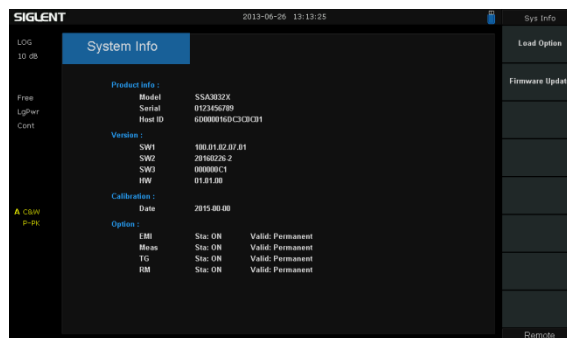 SIGLENT 2013-06-26 13:13:25 Sys Info
LOG
10 dB
Free
LgPwr
Cont
A C&W
P-PK
System Info
Product info :
Model SSA3032X
Serial 0123456789
Host ID 6D000016DC3C0C01
Version :
SW1 100.01.02.07.01
SW2 20160226-2
SW3 000000C1
HW 01.01.00
Calibration :
Date 2015-00-00
Option :
EMI Sta: ON Valid: Permanent
Meas Sta: ON Valid: Permanent
TG Sta: ON Valid: Permanent
RM Sta: ON Valid: Permanent
Load Option
Firmware Updat
Remote